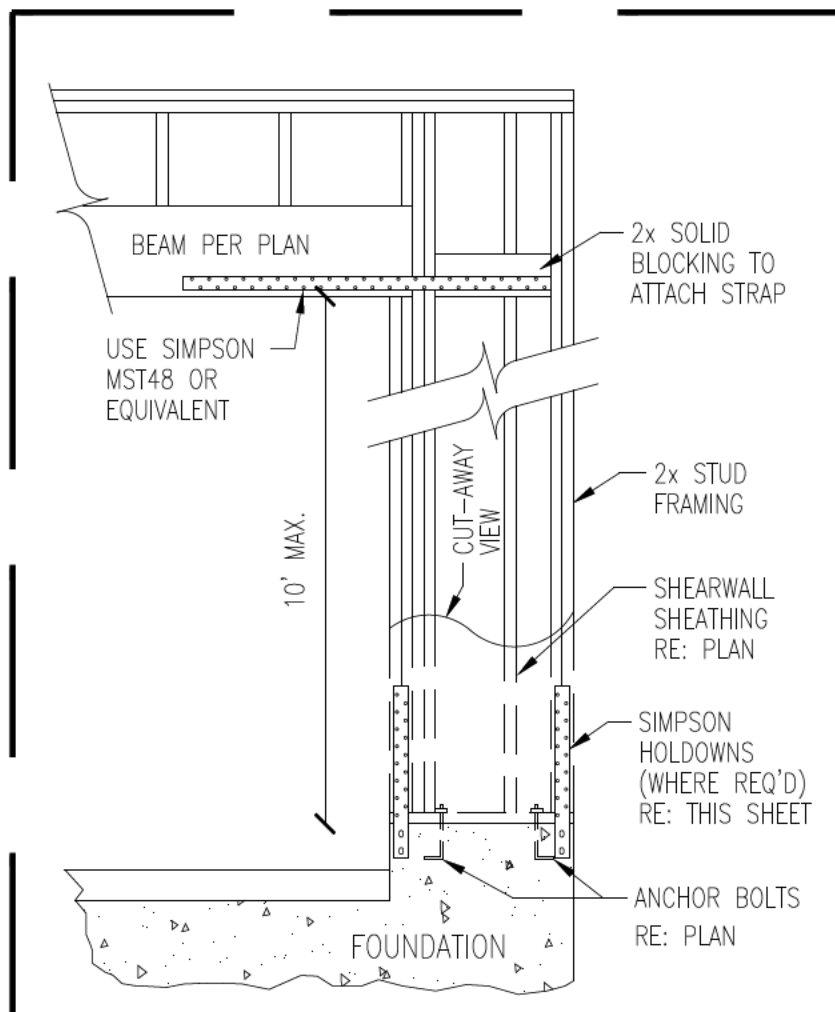 BEAM PER PLAN
2x SOLID
BLOCKING TO
ATTACH STRAP
USE SIMPSON
MST48 OR
EQUIVALENT
10' MAX.
CUT-AWAY
VIEW
2x STUD
FRAMING
SHEARWALL
SHEATHING
RE: PLAN
SIMPSON
HOLDOWNS
(WHERE REQ'D)
RE: THIS SHEET
ANCHOR BOLTS
RE: PLAN
FOUNDATION